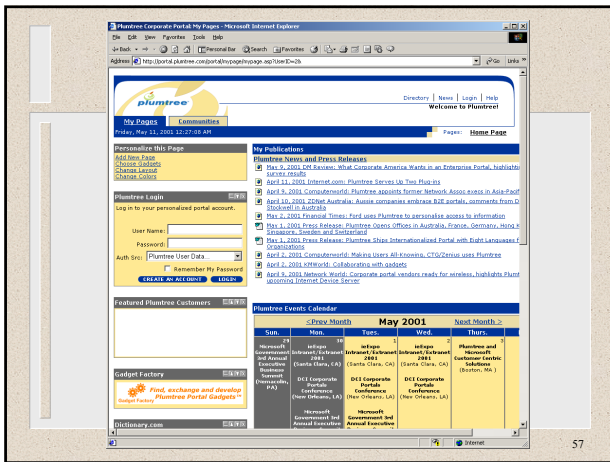 Plumtree Corporate Portal: My Pages - Microsoft Internet Explorer
File Edit View Favorites Tools Help
Back Personal Bar Search Favorites
Address http://portal.plumtree.com/portal/mypage/mypage.asp?UserID=2& Go Links »
plumtree
Directory | News | Login | Help
Welcome to Plumtree!
My Pages Communities
Friday, May 11, 2001 12:27:08 AM
Pages: Home Page
Personalize this Page
Add New Page
Choose Gadgets
Change Layout
Change Colors
Plumtree Login
Log in to your personalized portal account.
User Name:
Password:
Auth Src: Plumtree User Data...
Remember My Password
CREATE AN ACCOUNT LOGIN
Featured Plumtree Customers
Gadget Factory
Find, exchange and develop
Gadget Factory Plumtree Portal Gadgets™
Dictionary.com
My Publications
Plumtree News and Press Releases
May 9, 2001 DM Review: What Corporate America Wants in an Enterprise Portal, highlighti
survey results
April 11, 2001 Internet.com: Plumtree Serves Up Two Plug-ins
April 9, 2001 Computerworld: Plumtree appoints former Network Assoc execs in Asia-Pacif
April 10, 2001 ZDNet Australia: Aussie companies embrace B2E portals, comments from D
Stockwell in Australia
May 2, 2001 Financial Times: Ford uses Plumtree to personalise access to information
May 1, 2001 Press Release: Plumtree Opens Offices in Australia, France, Germany, Hong K
Singapore, Sweden and Switzerland
May 1, 2001 Press Release: Plumtree Ships Internationalized Portal with Eight Languages f
Organizations
April 2, 2001 Computerworld: Making Users All-Knowing, CTG/Zenius uses Plumtree
April 2, 2001 KMWorld: Collaborating with gadgets
April 9, 2001 Network World: Corporate portal vendors ready for wireless, highlights Plumt
upcoming Internet Device Server
Plumtree Events Calendar
< Prev Month May 2001 Next Month >
Sun. Mon. Tues. Wed. Thurs.
29
Microsoft
Government
3rd Annual
Executive
Business
Summit
(Nemacolin,
PA)
30
ieExpo
Intranet/Extranet
2001
(Santa Clara, CA)
DCI Corporate
Portals
Conference
(New Orleans, LA)
Microsoft
Government 3rd
Annual Executive
1
ieExpo
Intranet/Extranet
2001
(Santa Clara, CA)
DCI Corporate
Portals
Conference
(New Orleans, LA)
Microsoft
Government 3rd
Annual Executive
2
ieExpo
Intranet/Extranet
2001
(Santa Clara, CA)
DCI Corporate
Portals
Conference
(New Orleans, LA)
Microsoft
Government 3rd
Annual Executive
3
Plumtree and
Microsoft
Customer Centric
Solutions
(Boston, MA )
Internet
57